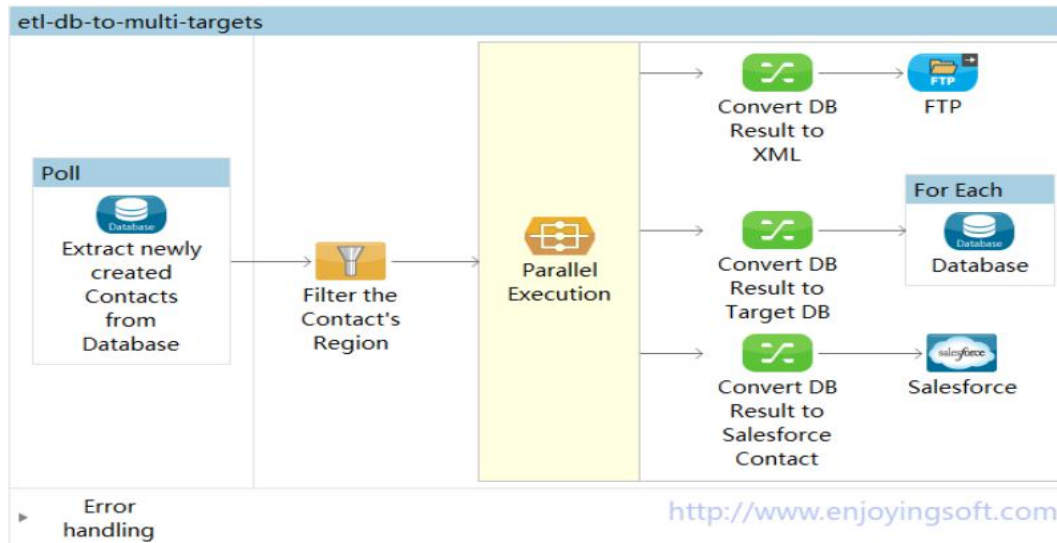 etl-db-to-multi-targets
Poll
Database
Extract newly
created
Contacts
from
Database
Filter the
Contact's
Region
Parallel
Execution
Convert DB
Result to
XML
FTP
FTP
Convert DB
Result to
Target DB
For Each
Database
Database
Convert DB
Result to
Salesforce
Contact
salesforce
Salesforce
Error
handling
http://www.enjoyingsoft.com